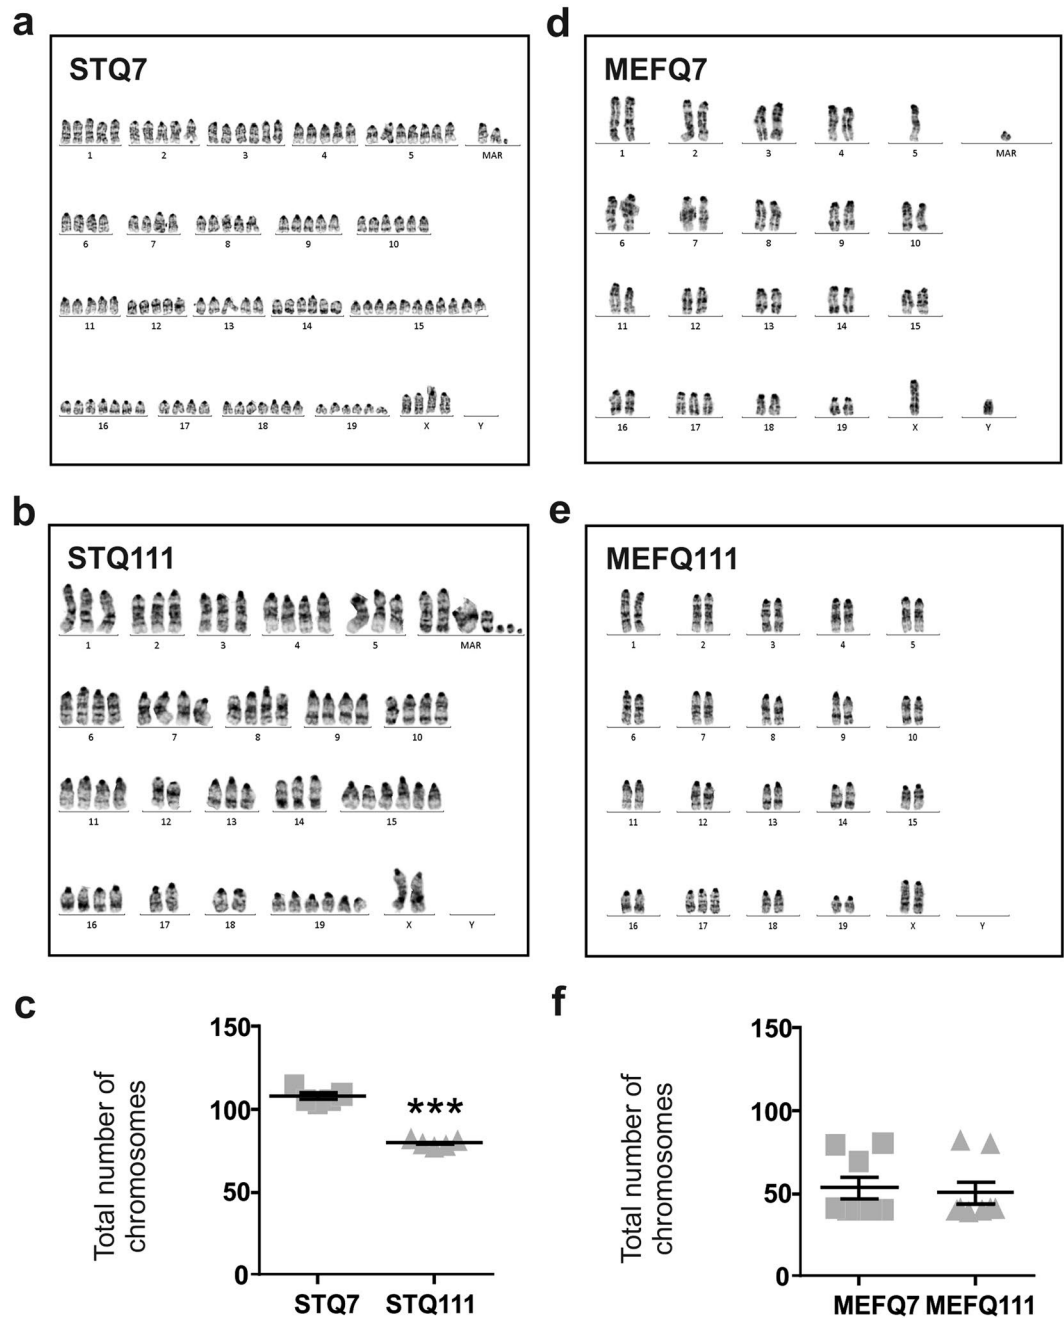 a
STQ7
1 2 3 4 5 MAR
6 7 8 9 10
11 12 13 14 15
16 17 18 19 X Y
d
MEFQ7
1 2 3 4 5 MAR
6 7 8 9 10
11 12 13 14 15
16 17 18 19 X Y
b
STQ111
1 2 3 4 5 MAR
6 7 8 9 10
11 12 13 14 15
16 17 18 19 X Y
e
MEFQ111
1 2 3 4 5
6 7 8 9 10
11 12 13 14 15
16 17 18 19 X Y
c
Total number of
chromosomes
150
100
50
0
***
STQ7 STQ111
f
Total number of
chromosomes
150
100
50
0
MEFQ7 MEFQ111